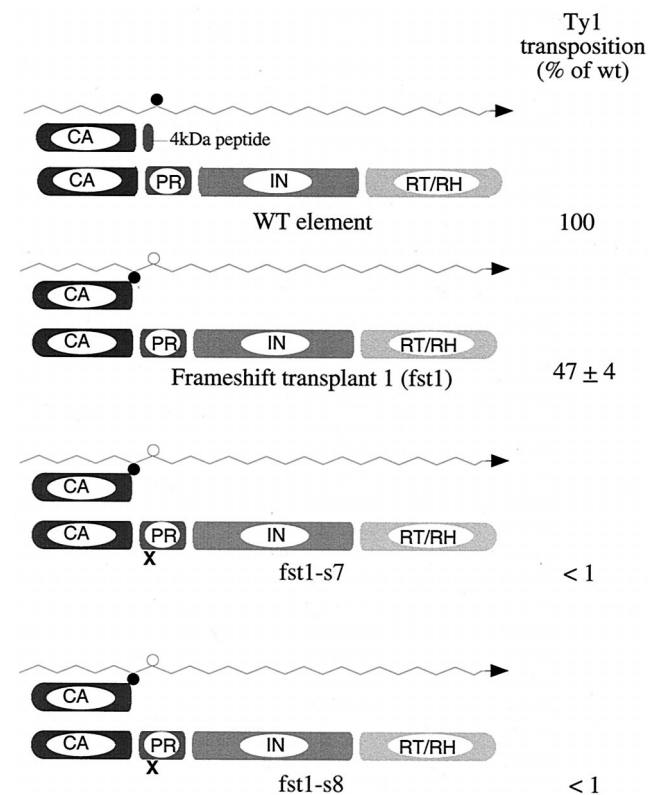 Ty1
transposition
(% of wt)
CA
4kDa peptide
CA PR IN RT/RH
WT element 100
CA
CA PR IN RT/RH
Frameshift transplant 1 (fst1) 47 ± 4
CA
CA PR IN RT/RH
X
fst1-s7 < 1
CA
CA PR IN RT/RH
X
fst1-s8 < 1